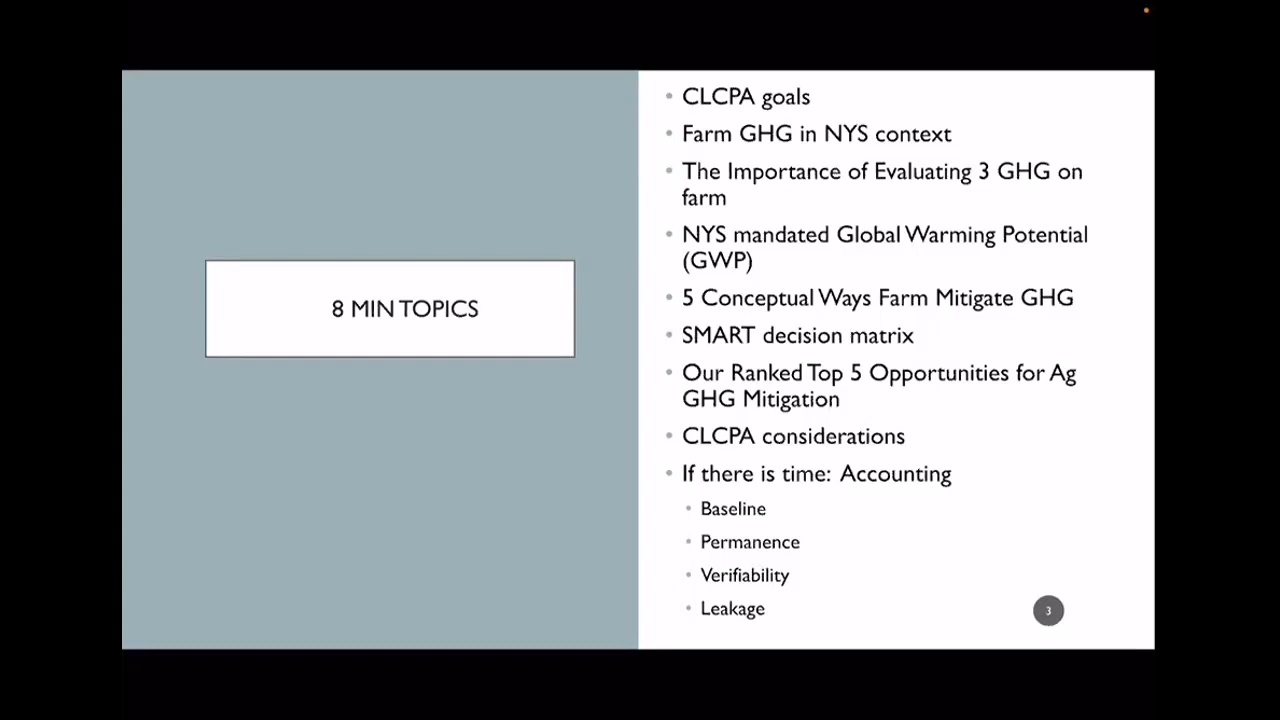 8 MIN TOPICS
CLCPA goals
Farm GHG in NYS context
The Importance of Evaluating 3 GHG on
farm
NYS mandated Global Warming Potential
(GWP)
5 Conceptual Ways Farm Mitigate GHG
SMART decision matrix
Our Ranked Top 5 Opportunities for Ag
GHG Mitigation
CLCPA considerations
If there is time: Accounting
Baseline
Permanence
Verifiability
Leakage
3